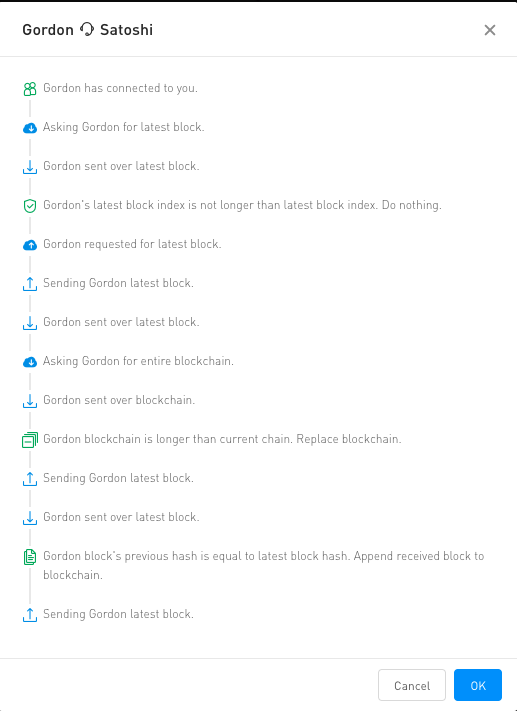 Gordon Satoshi
Gordon has connected to you.
Asking Gordon for latest block.
Gordon sent over latest block.
Gordon's latest block index is not longer than latest block index. Do nothing.
Gordon requested for latest block.
Sending Gordon latest block.
Gordon sent over latest block.
Asking Gordon for entire blockchain.
Gordon sent over blockchain.
Gordon blockchain is longer than current chain. Replace blockchain.
Sending Gordon latest block.
Gordon sent over latest block.
Gordon block's previous hash is equal to latest block hash. Append received block to
blockchain.
Sending Gordon latest block.
Cancel OK